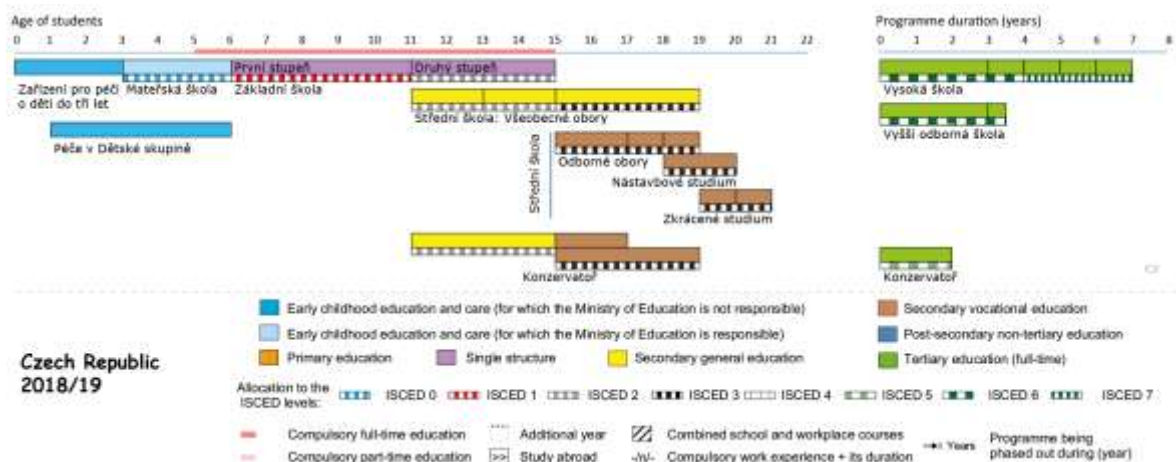 Age of students
Programme duration (years)
0 1 2 3 4 5 6 7 8 9 10 11 12 13 14 15 16 17 18 19 20 21 22
0 1 2 3 4 5 6 7 8
První stupeň
Druhý stupeň
Zařízení pro péči
o děti do tří let
Mateřská škola
Základní škola
Vysoká škola
Střední škola: Všeobecné obory
Vyšší odborná škola
Péče v Dětské skupině
Střední škola
Odborné obory
Nástavbové studium
Zkrácené studium
Konzervatoř
Konzervatoř
Early childhood education and care (for which the Ministry of Education is not responsible)
Secondary vocational education
Early childhood education and care (for which the Ministry of Education is responsible)
Post-secondary non-tertiary education
Primary education
Single structure
Secondary general education
Tertiary education (full-time)
Czech Republic
2018/19
Allocation to the
ISCED levels:
ISCED 0
ISCED 1
ISCED 2
ISCED 3
ISCED 4
ISCED 5
ISCED 6
ISCED 7
Compulsory full-time education
Additional year
Combined school and workplace courses
Years
Programme being
phased out during (year)
Compulsory part-time education
>> Study abroad
-/n/- Compulsory work experience + its duration